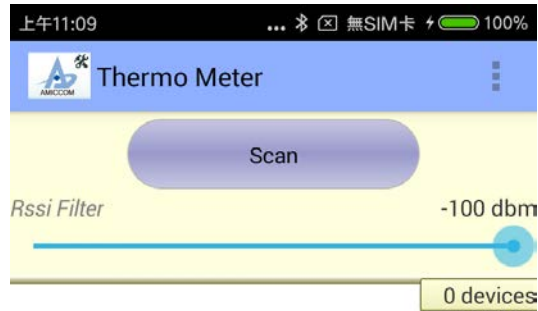 上午11:09 ... 無SIM卡 100%
AMICCOM Thermo Meter
Scan
Rssi Filter -100 dbm
0 devices